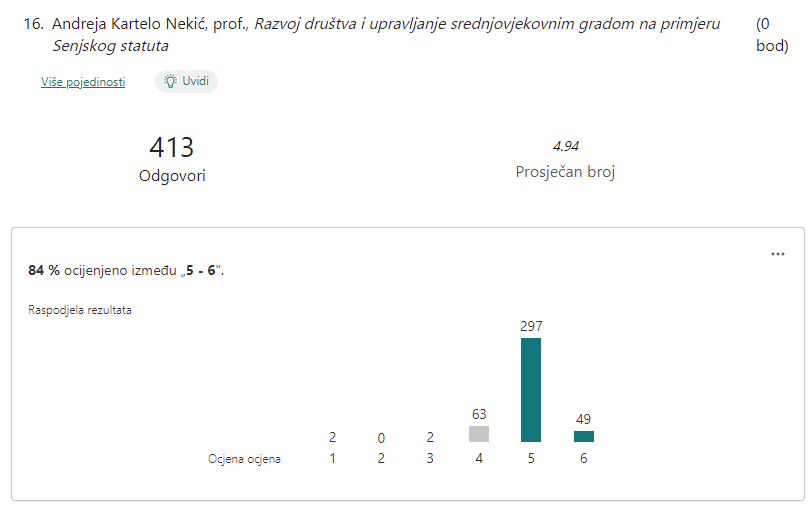 16. Andreja Kartelo Nekić, prof., Razvoj društva i upravljanje srednjovjekovnim gradom na primjeru (0
Senjskog statuta bod)
Više pojedinosti Uvidi
413 4.94
Odgovori Prosječan broj
84 % ocijenjeno između „5 - 6".
Raspodjela rezultata
297
63
49
2 0 2
Ocjena ocjena 1 2 3 4 5 6